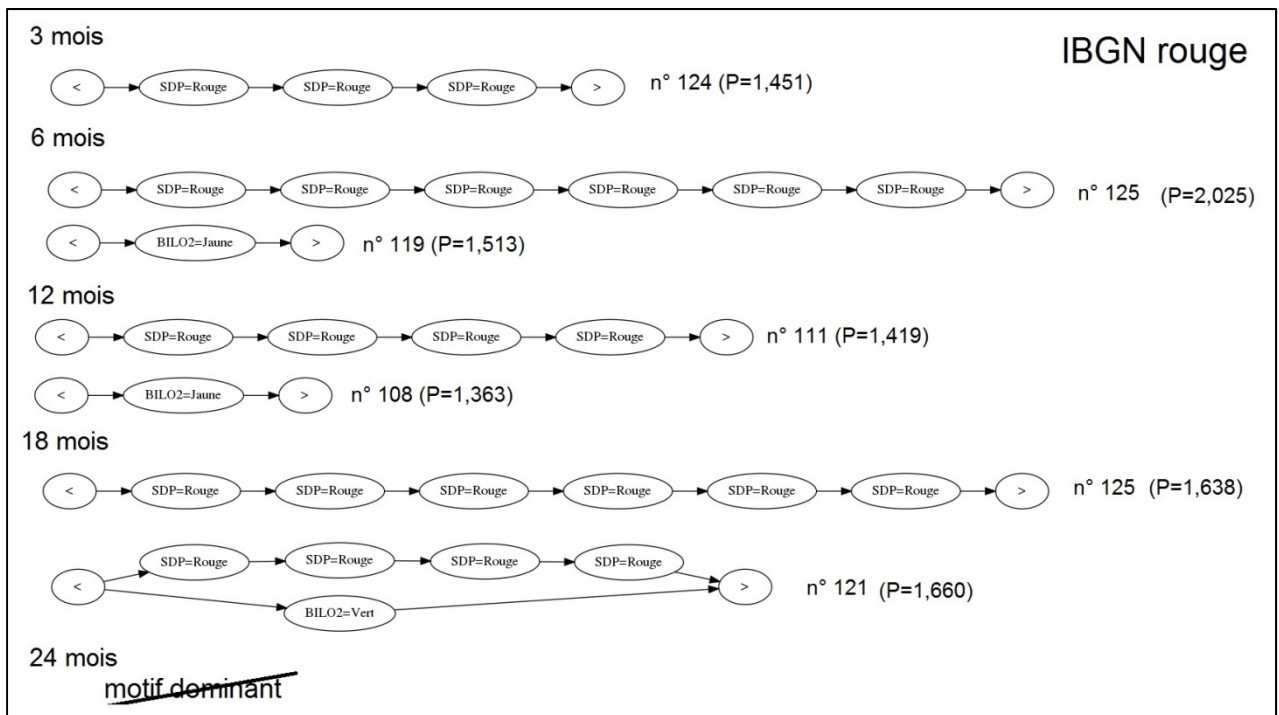 3 mois
IBGN rouge
< SDP=Rouge SDP=Rouge SDP=Rouge > n° 124 (P=1,451)
6 mois
< SDP=Rouge SDP=Rouge SDP=Rouge SDP=Rouge SDP=Rouge SDP=Rouge > n° 125 (P=2,025)
< BILO2=Jaune > n° 119 (P=1,513)
12 mois
< SDP=Rouge SDP=Rouge SDP=Rouge SDP=Rouge > n° 111 (P=1,419)
< BILO2=Jaune > n° 108 (P=1,363)
18 mois
< SDP=Rouge SDP=Rouge SDP=Rouge SDP=Rouge SDP=Rouge SDP=Rouge > n° 125 (P=1,638)
SDP=Rouge SDP=Rouge SDP=Rouge SDP=Rouge
< > n° 121 (P=1,660)
BILO2=Vert
24 mois
motif dominant